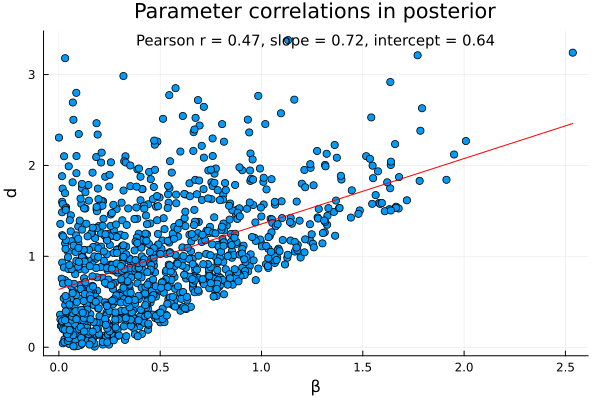 Parameter correlations in posterior
Pearson r = 0.47, slope = 0.72, intercept = 0.64
3
2
1
0
d
0.0 0.5 1.0 1.5 2.0 2.5
β